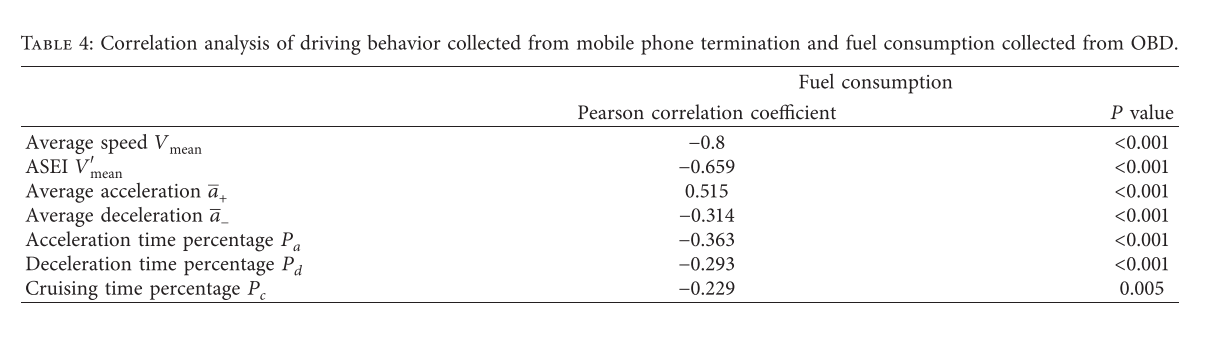 TABLE 4: Correlation analysis of driving behavior collected from mobile phone termination and fuel consumption collected from OBD.
Fuel consumption
Pearson correlation coefficient P value
Average speed V_mean −0.8 <0.001
ASEI V′_mean −0.659 <0.001
Average acceleration a̅₊ 0.515 <0.001
Average deceleration a̅₋ −0.314 <0.001
Acceleration time percentage P_a −0.363 <0.001
Deceleration time percentage P_d −0.293 <0.001
Cruising time percentage P_c −0.229 0.005